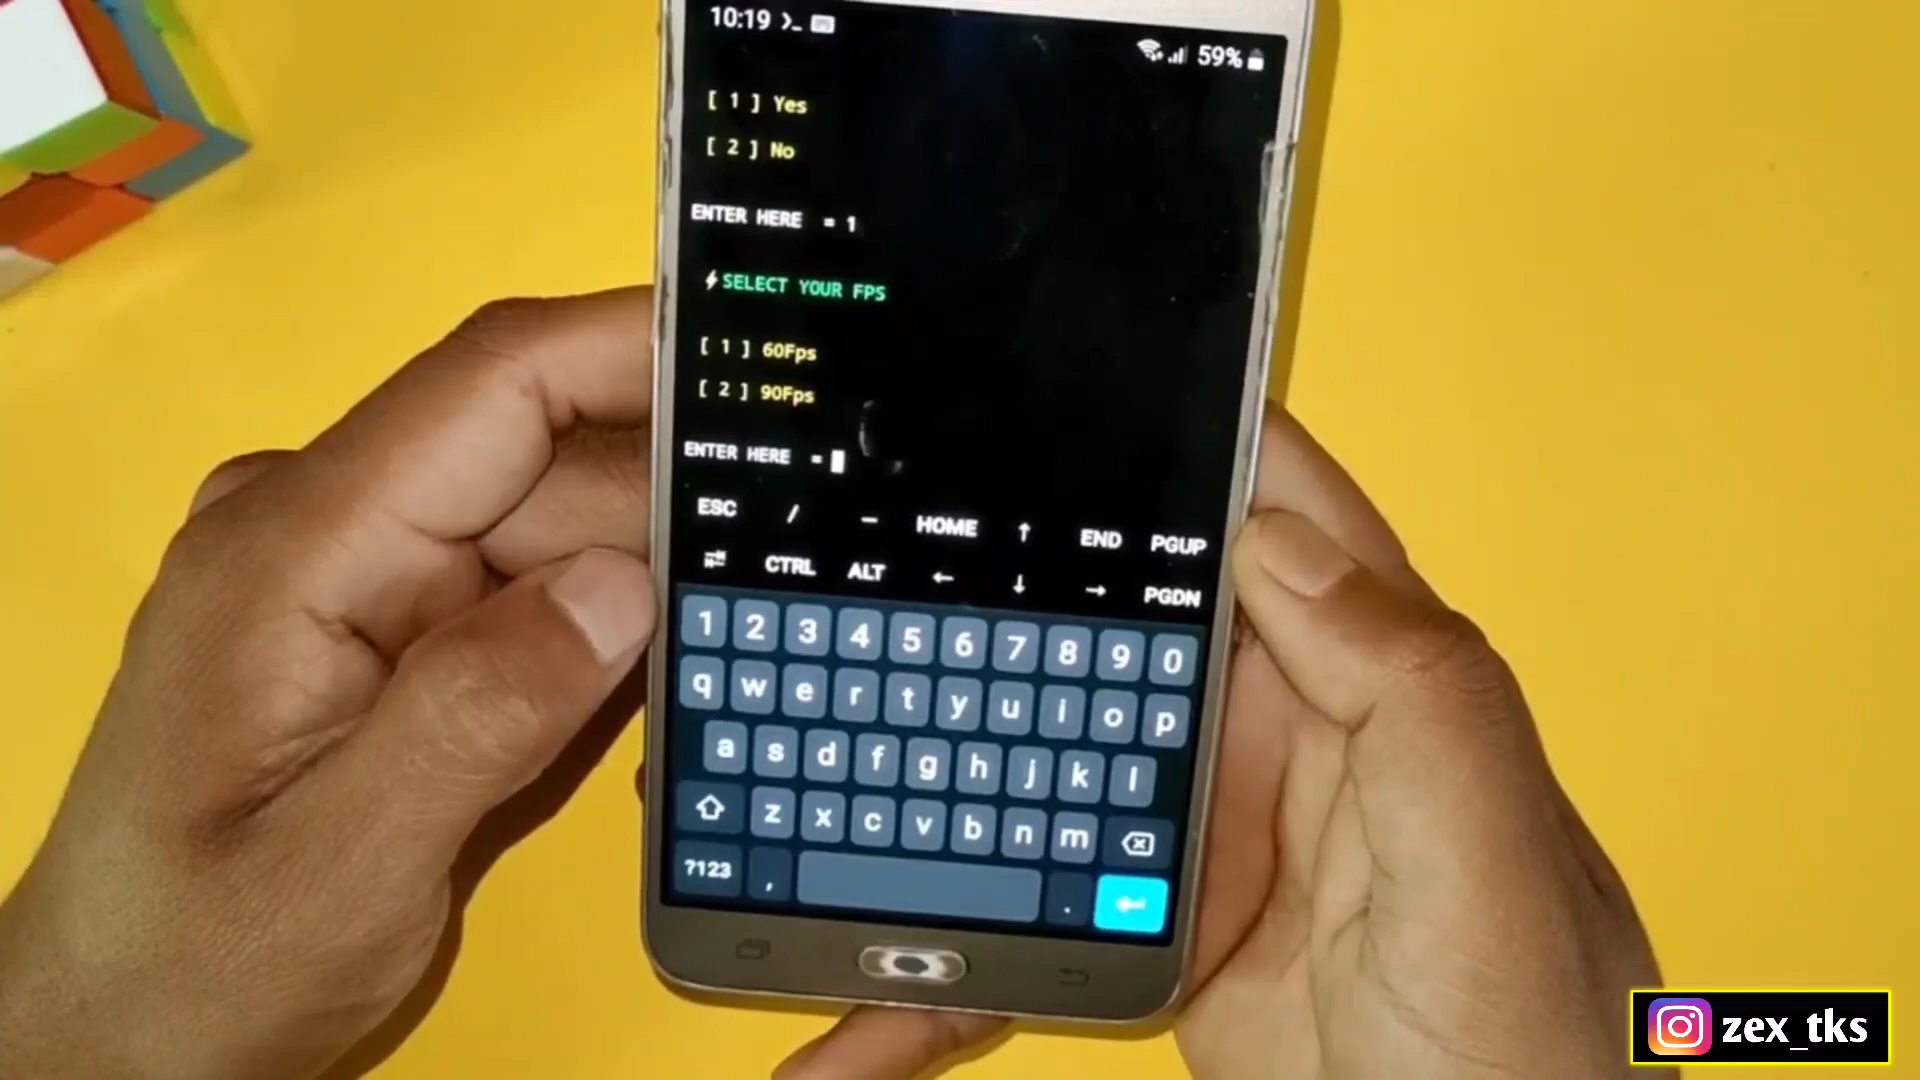 10:19 >_
59%
[ 1 ] Yes
[ 2 ] No
ENTER HERE = 1
⚡SELECT YOUR FPS
[ 1 ] 60Fps
[ 2 ] 90Fps
ENTER HERE =
ESC / — HOME ↑ END PGUP
CTRL ALT ← ↓ → PGDN
1 2 3 4 5 6 7 8 9 0
q w e r t y u i o p
a s d f g h j k l
z x c v b n m
?123 , .
zex_tks